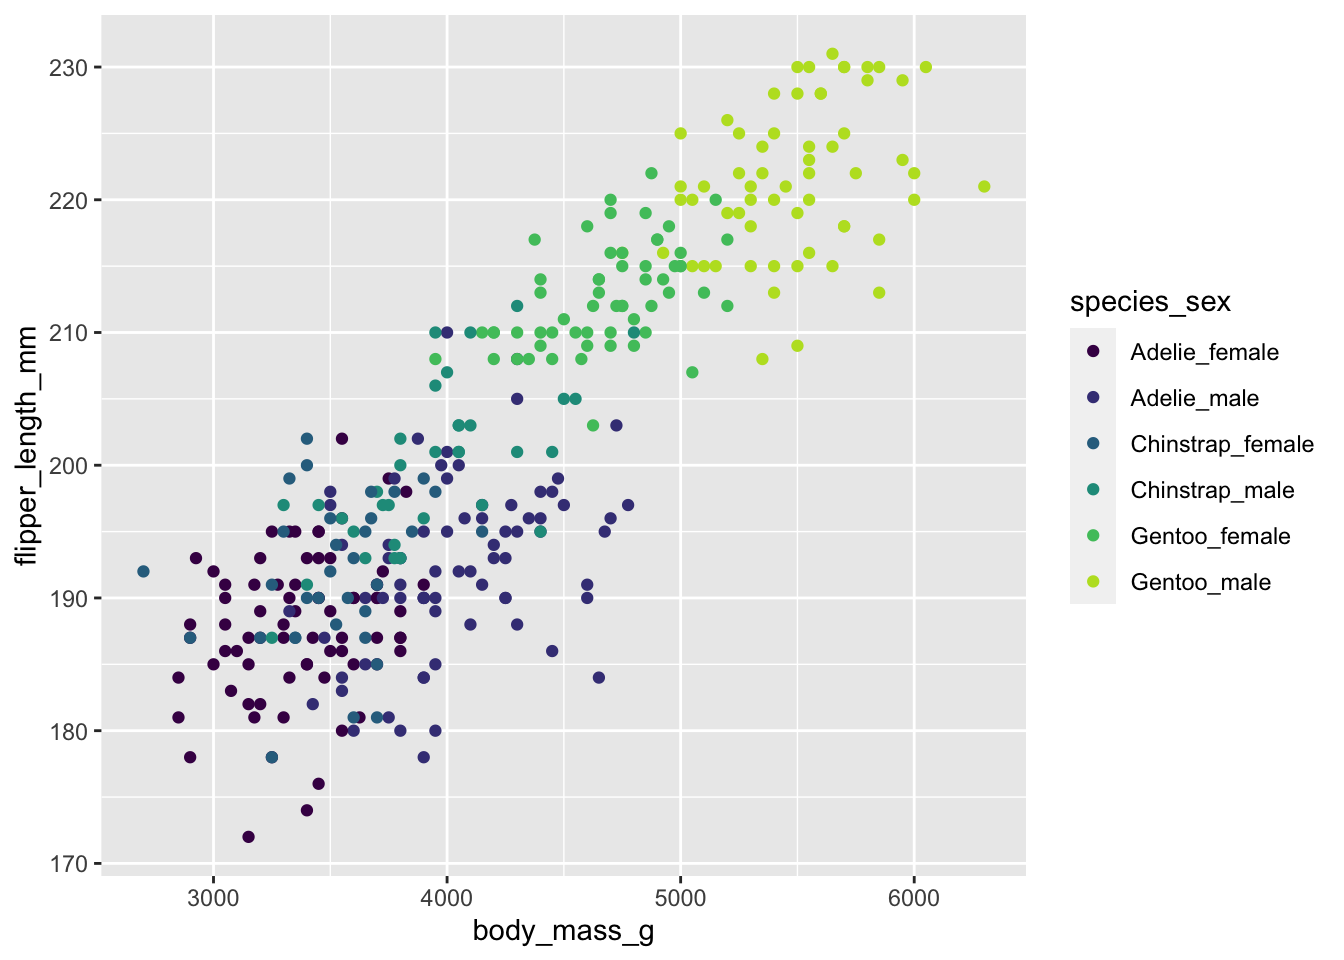 230
220
210
200
190
180
170
flipper_length_mm
3000 4000 5000 6000
body_mass_g
species_sex
Adelie_female
Adelie_male
Chinstrap_female
Chinstrap_male
Gentoo_female
Gentoo_male